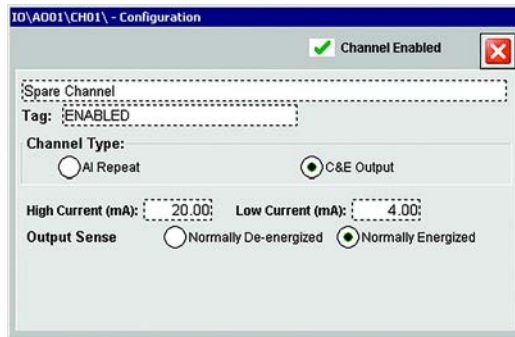 IO\AO01\CH01\ - Configuration
Channel Enabled
Spare Channel
Tag: ENABLED
Channel Type:
AI Repeat C&E Output
High Current (mA): 20.00 Low Current (mA): 4.00
Output Sense Normally De-energized Normally Energized